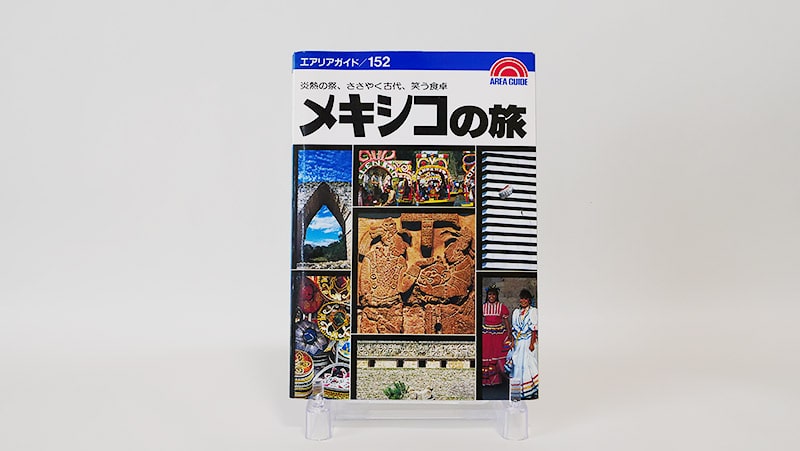 エアリアガイド/152
AREA GUIDE
炎熱の祭、ささやく古代、笑う食卓
メキシコの旅